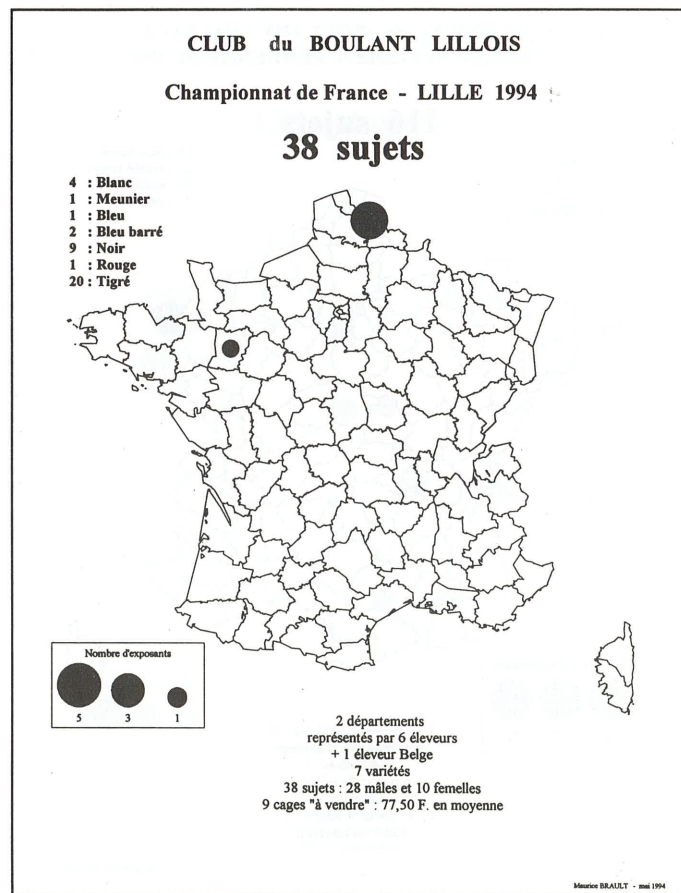 CLUB du BOULANT LILLOIS
Championnat de France - LILLE 1994
38 sujets
4 : Blanc
1 : Meunier
1 : Bleu
2 : Bleu barré
9 : Noir
1 : Rouge
20 : Tigré
Nombre d'exposants
5 3 1
2 départements
représentés par 6 éleveurs
+ 1 éleveur Belge
7 variétés
38 sujets : 28 mâles et 10 femelles
9 cages "à vendre" : 77,50 F. en moyenne
Maurice BRAULT - mai 1994